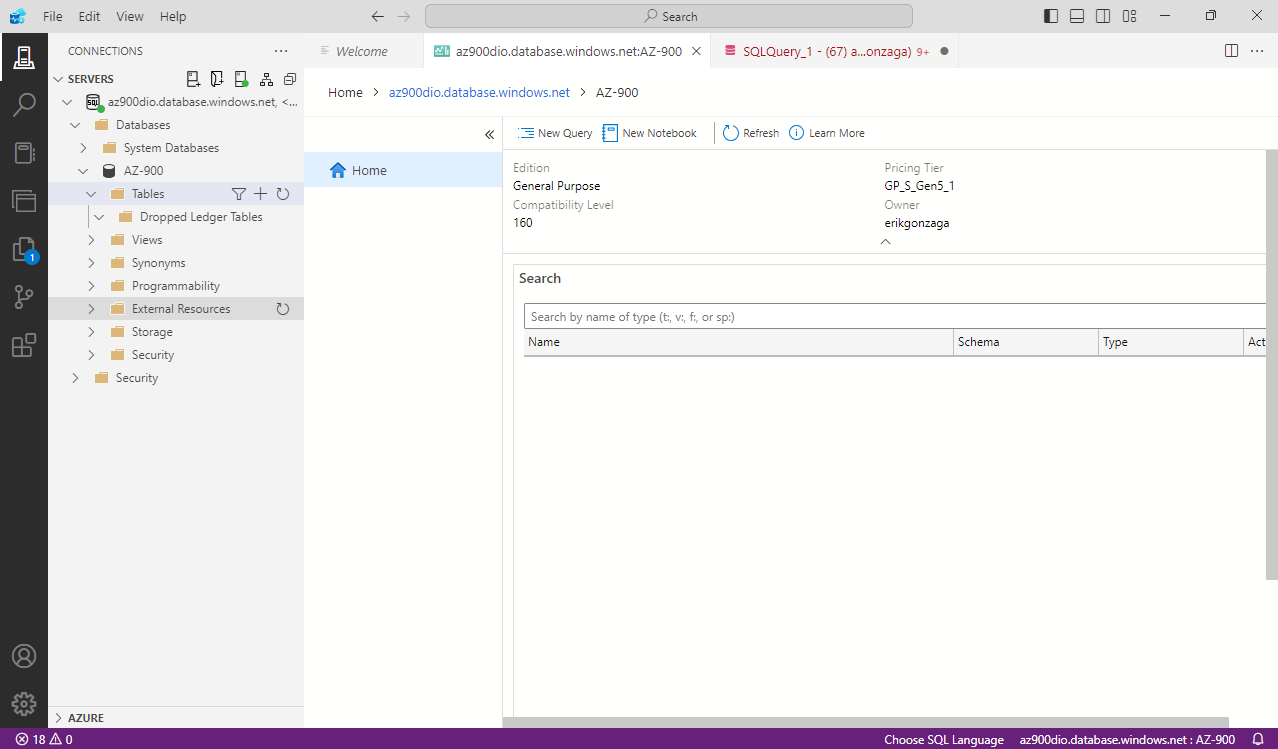 File Edit View Help
Search
CONNECTIONS
Welcome
az900dio.database.windows.net:AZ-900
SQLQuery_1 - (67) a...onzaga) 9+
SERVERS
az900dio.database.windows.net, <...
Databases
System Databases
AZ-900
Tables
Dropped Ledger Tables
Views
Synonyms
Programmability
External Resources
Storage
Security
Security
AZURE
1
Home > az900dio.database.windows.net > AZ-900
Home
New Query
New Notebook
Refresh
Learn More
Edition
General Purpose
Compatibility Level
160
Pricing Tier
GP_S_Gen5_1
Owner
erikgonzaga
Search
Search by name of type (t:, v:, f:, or sp:)
Name Schema Type Act
18 0
Choose SQL Language
az900dio.database.windows.net : AZ-900